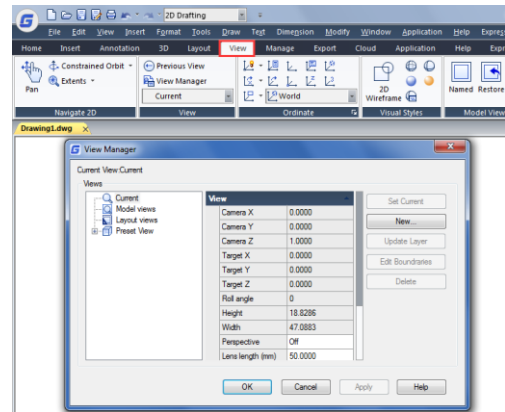 2D Drafting
File Edit View Insert Format Tools Draw Text Dimension Modify Window Application Help Express
Home Insert Annotation 3D Layout View Manage Export Cloud Application Help Expr
Constrained Orbit Previous View
Extents View Manager
Pan Current World 2D Wireframe Named Restore
Navigate 2D View Ordinate Visual Styles Model View
Drawing1.dwg
View Manager
Current View:Current
Views
Current
Model views
Layout views
Preset View
View
Camera X 0.0000
Camera Y 0.0000
Camera Z 1.0000
Target X 0.0000
Target Y 0.0000
Target Z 0.0000
Roll angle 0
Height 18.8286
Width 47.0883
Perspective Off
Lens length (mm) 50.0000
Set Current
New...
Update Layer
Edit Boundraries
Delete
OK Cancel Apply Help